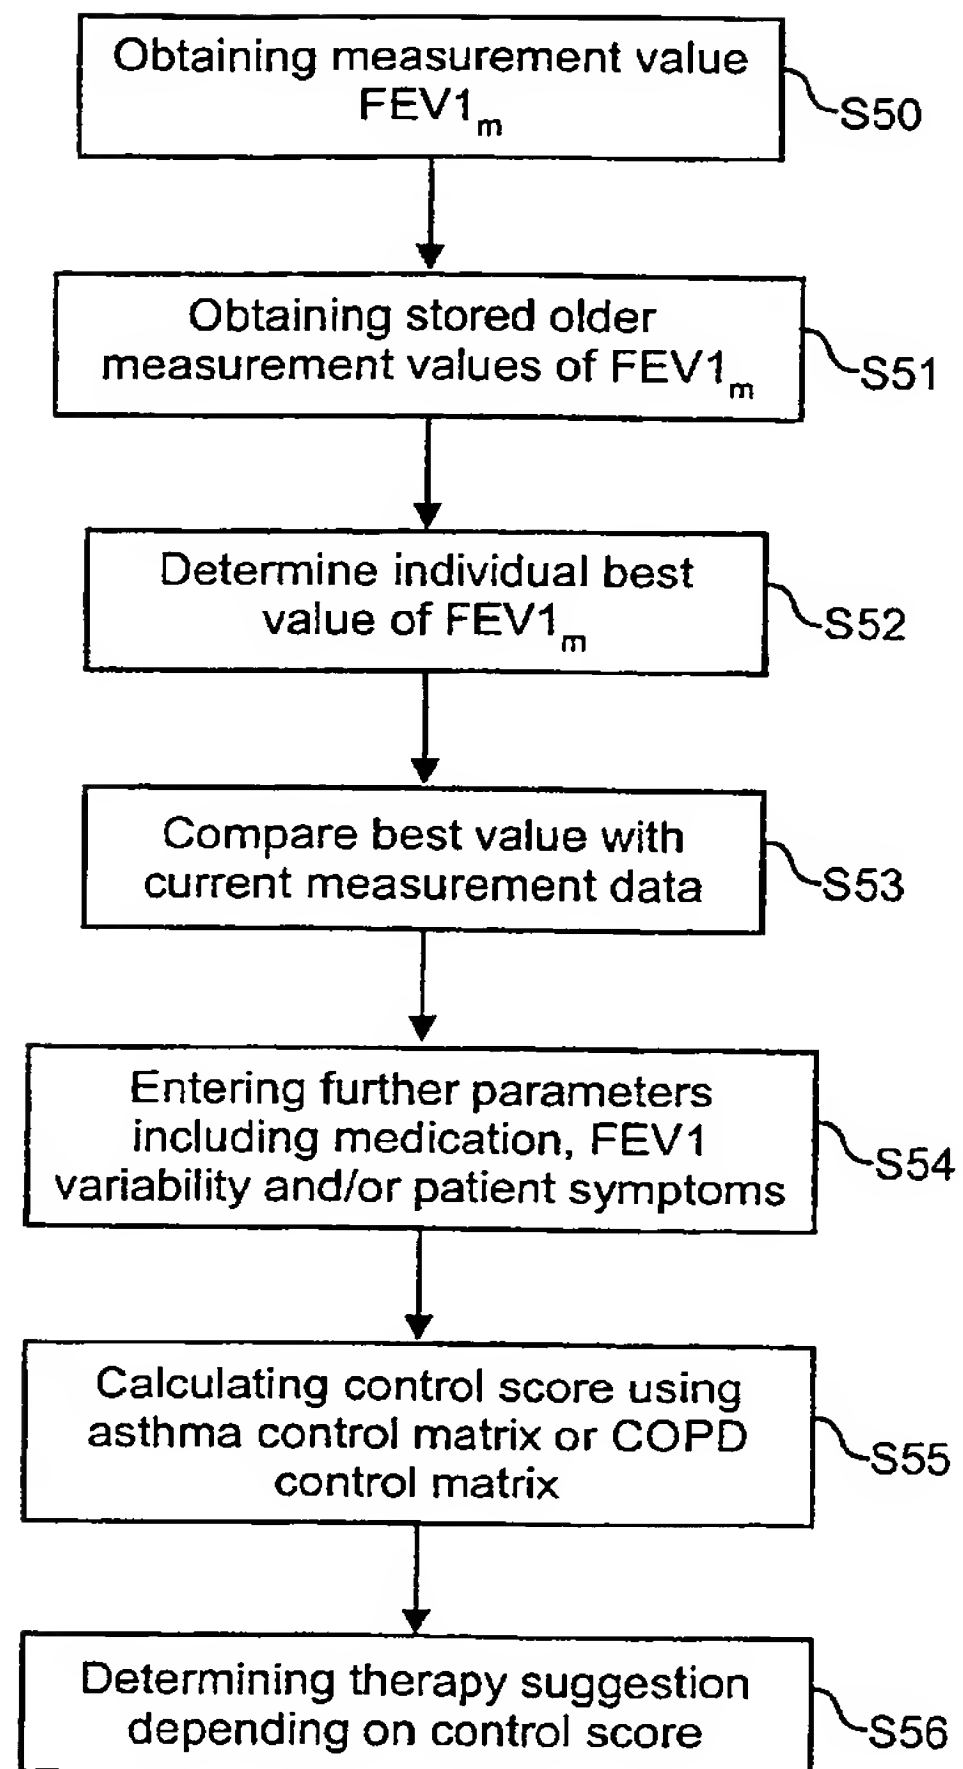 Obtaining measurement value
FEV1m
S50
Obtaining stored older
measurement values of FEV1m
S51
Determine individual best
value of FEV1m
S52
Compare best value with
current measurement data
S53
Entering further parameters
including medication, FEV1
variability and/or patient symptoms
S54
Calculating control score using
asthma control matrix or COPD
control matrix
S55
Determining therapy suggestion
depending on control score
S56